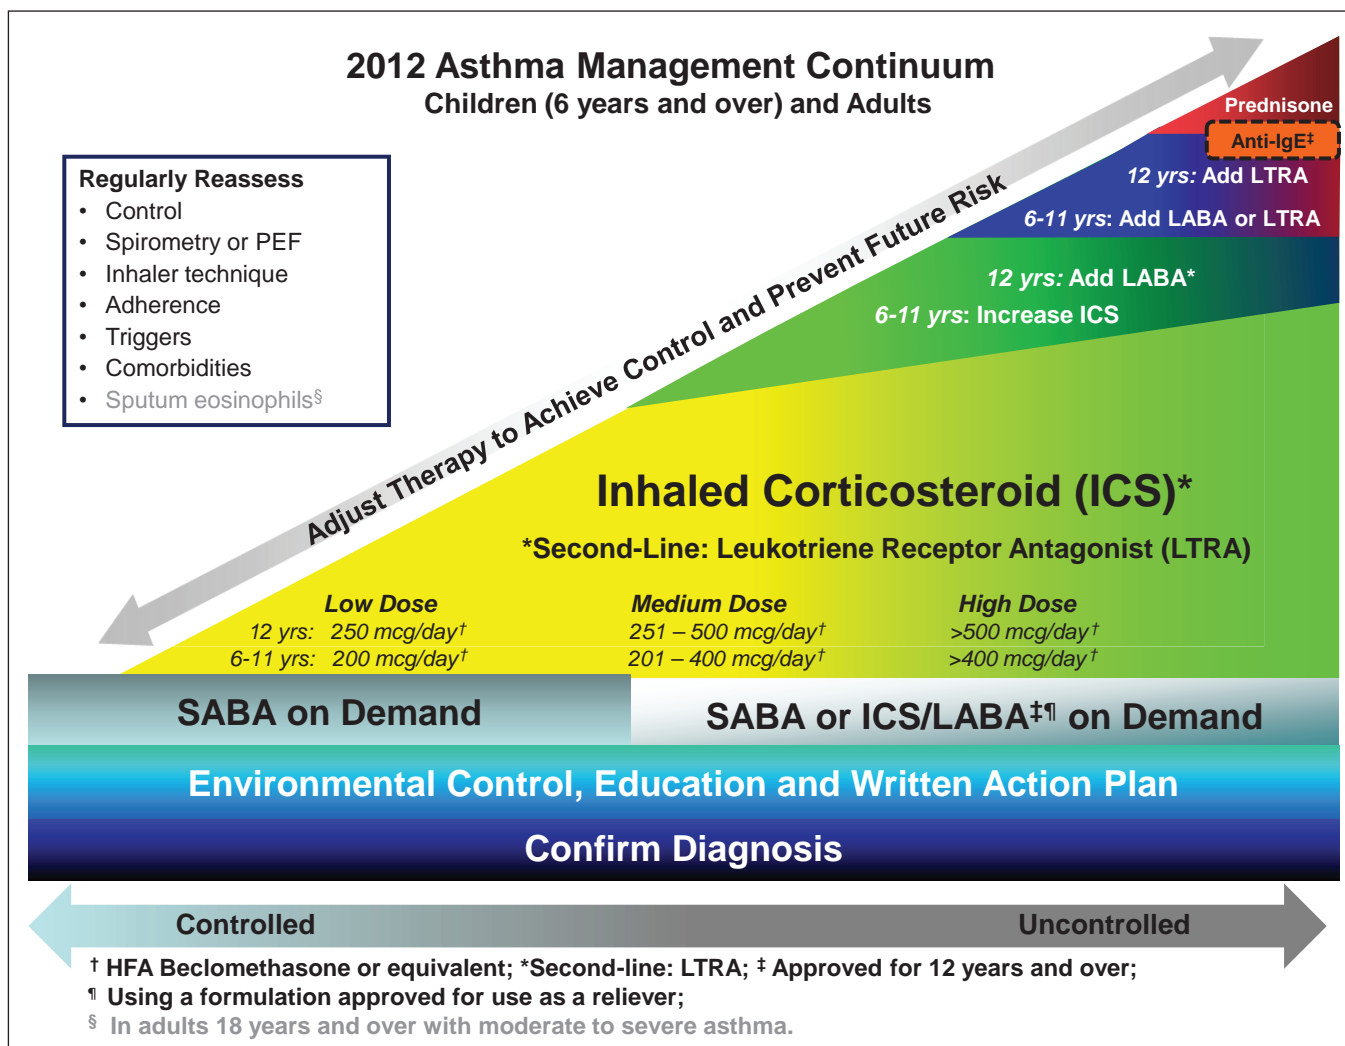 2012 Asthma Management Continuum
Children (6 years and over) and Adults
Regularly Reassess
• Control
• Spirometry or PEF
• Inhaler technique
• Adherence
• Triggers
• Comorbidities
• Sputum eosinophils§
Adjust Therapy to Achieve Control and Prevent Future Risk
Prednisone
Anti-IgE‡
12 yrs: Add LTRA
6-11 yrs: Add LABA or LTRA
12 yrs: Add LABA*
6-11 yrs: Increase ICS
Inhaled Corticosteroid (ICS)*
*Second-Line: Leukotriene Receptor Antagonist (LTRA)
Low Dose Medium Dose High Dose
12 yrs: 250 mcg/day† 251 – 500 mcg/day† >500 mcg/day†
6-11 yrs: 200 mcg/day† 201 – 400 mcg/day† >400 mcg/day†
SABA on Demand
SABA or ICS/LABA‡¶ on Demand
Environmental Control, Education and Written Action Plan
Confirm Diagnosis
Controlled Uncontrolled
† HFA Beclomethasone or equivalent; *Second-line: LTRA; ‡ Approved for 12 years and over;
¶ Using a formulation approved for use as a reliever;
§ In adults 18 years and over with moderate to severe asthma.